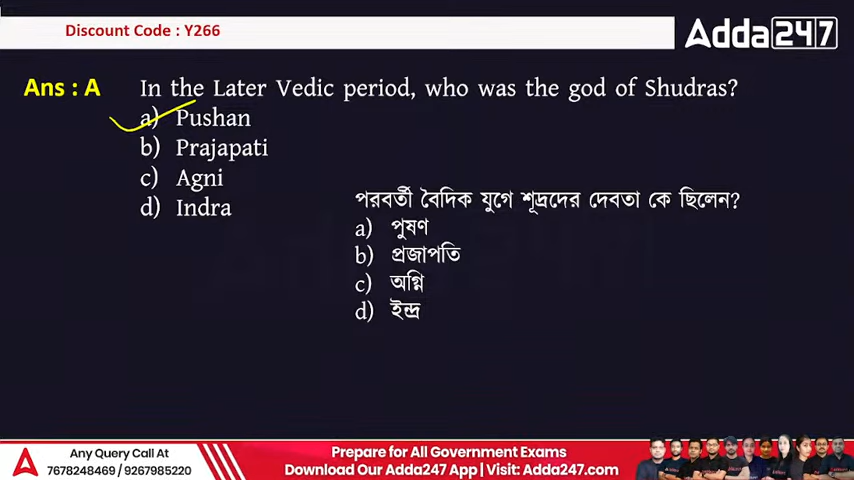 Discount Code : Y266
Adda247
Ans : A In the Later Vedic period, who was the god of Shudras?
a) Pushan
b) Prajapati
c) Agni
d) Indra
পরবর্তী বৈদিক যুগে শূদ্রদের দেবতা কে ছিলেন?
a) পুষণ
b) প্রজাপতি
c) অগ্নি
d) ইন্দ্র
Any Query Call At
7678248469 / 9267985220
Prepare for All Government Exams
Download Our Adda247 App | Visit: Adda247.com